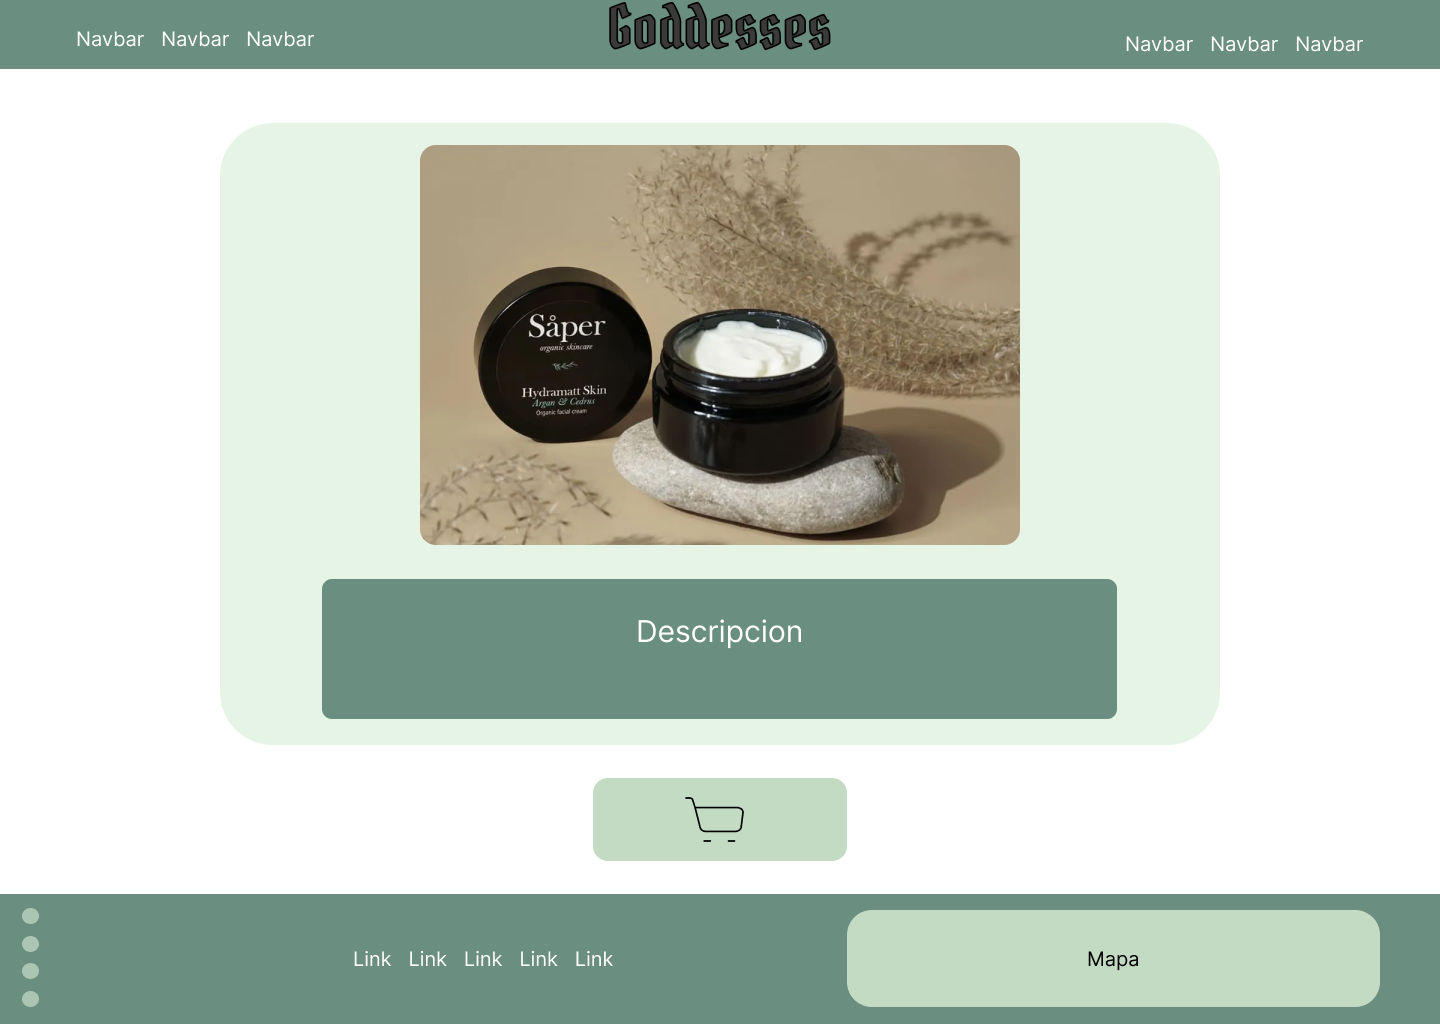 Navbar Navbar Navbar
Goddesses
Navbar Navbar Navbar
Såper
organic skincare
Hydramatt Skin
Argan & Cedrus
Organic facial cream
Descripcion
Link Link Link Link Link
Mapa